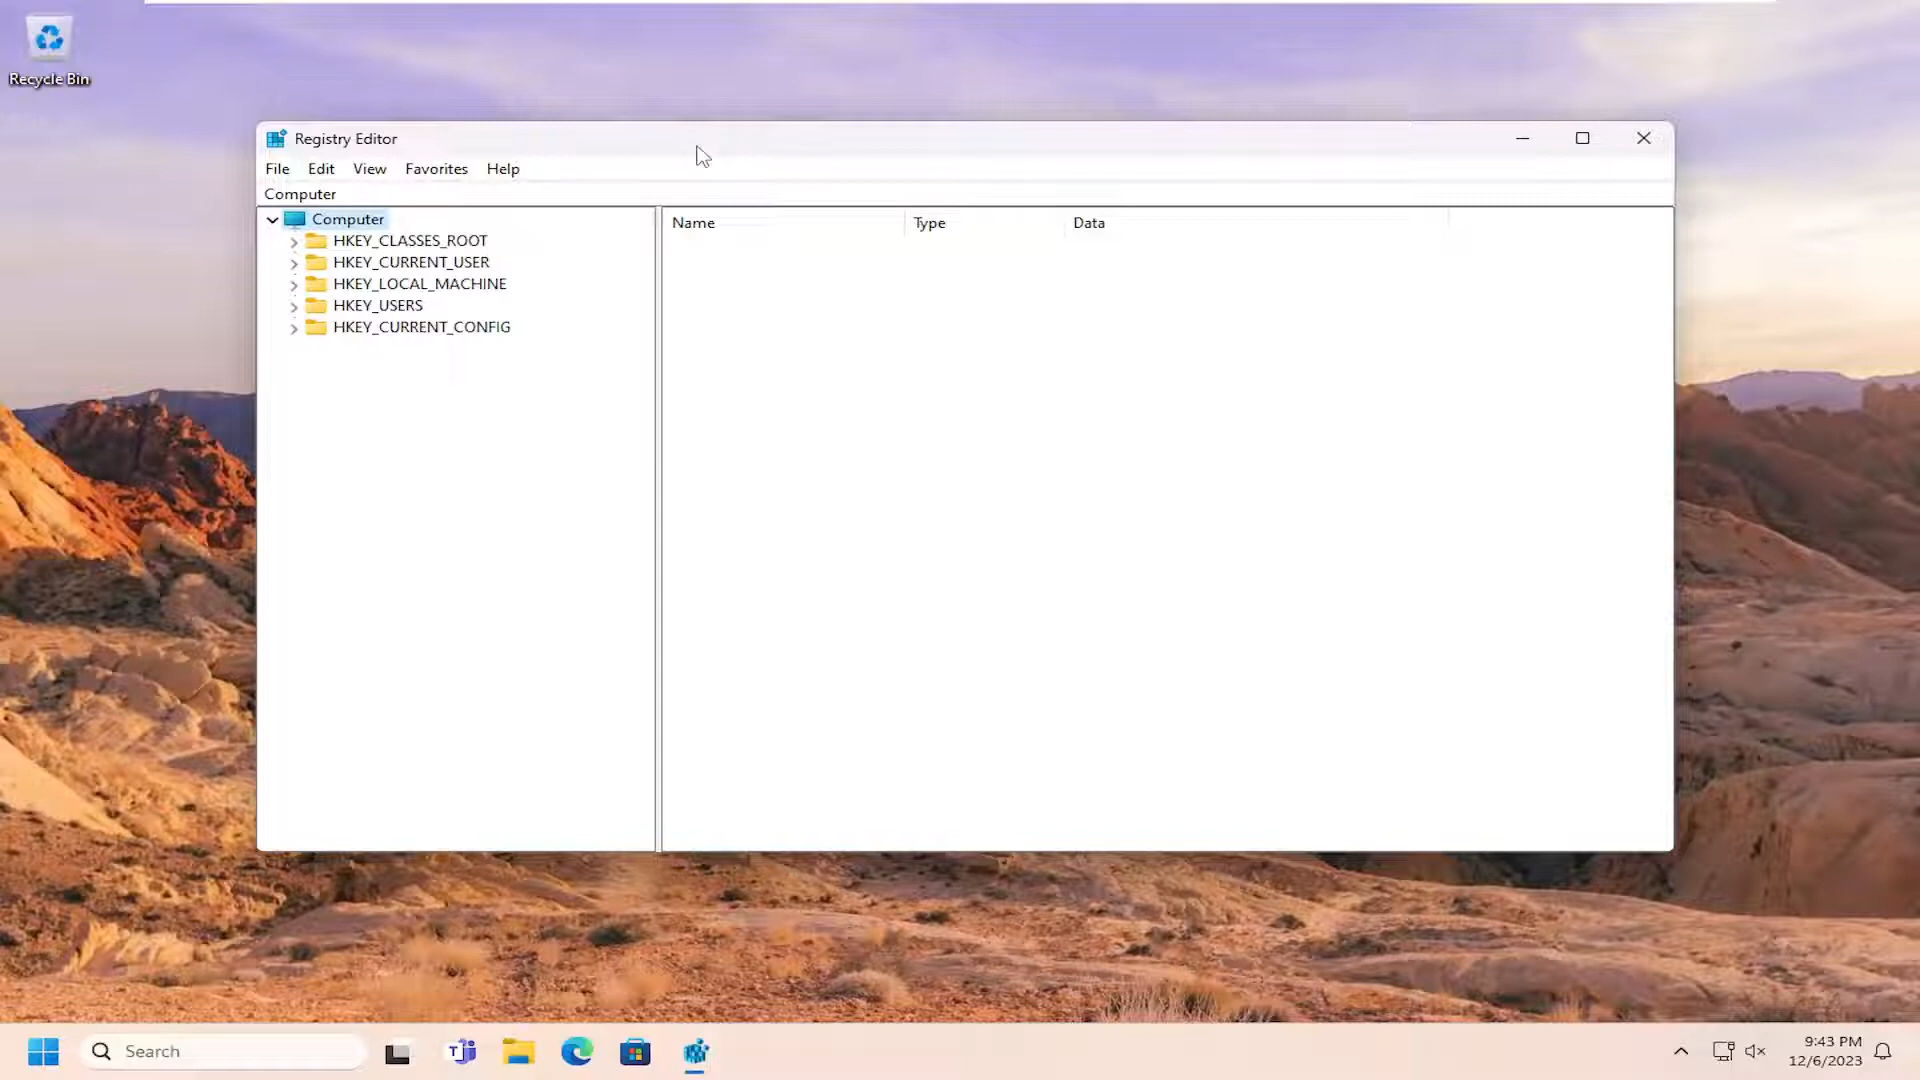 Recycle Bin
Registry Editor
File Edit View Favorites Help
Computer
Computer
HKEY_CLASSES_ROOT
HKEY_CURRENT_USER
HKEY_LOCAL_MACHINE
HKEY_USERS
HKEY_CURRENT_CONFIG
Name Type Data
Search
9:43 PM
12/6/2023